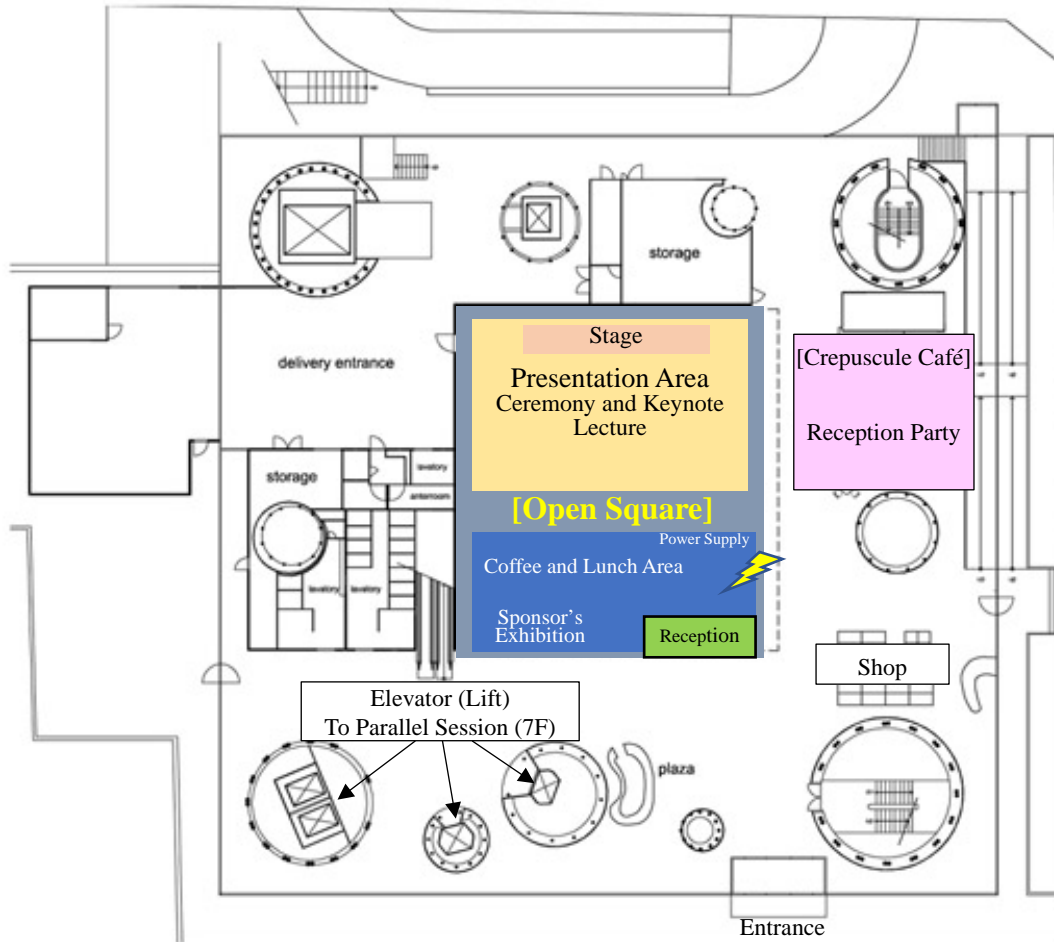 storage
Stage
delivery entrance
Presentation Area
Ceremony and Keynote
Lecture
[Crepuscule Café]
Reception Party
storage
lavatory
anteroom
[Open Square]
Power Supply
Coffee and Lunch Area
lavatory
lavatory
Sponsor's
Exhibition
Reception
Shop
Elevator (Lift)
To Parallel Session (7F)
plaza
Entrance